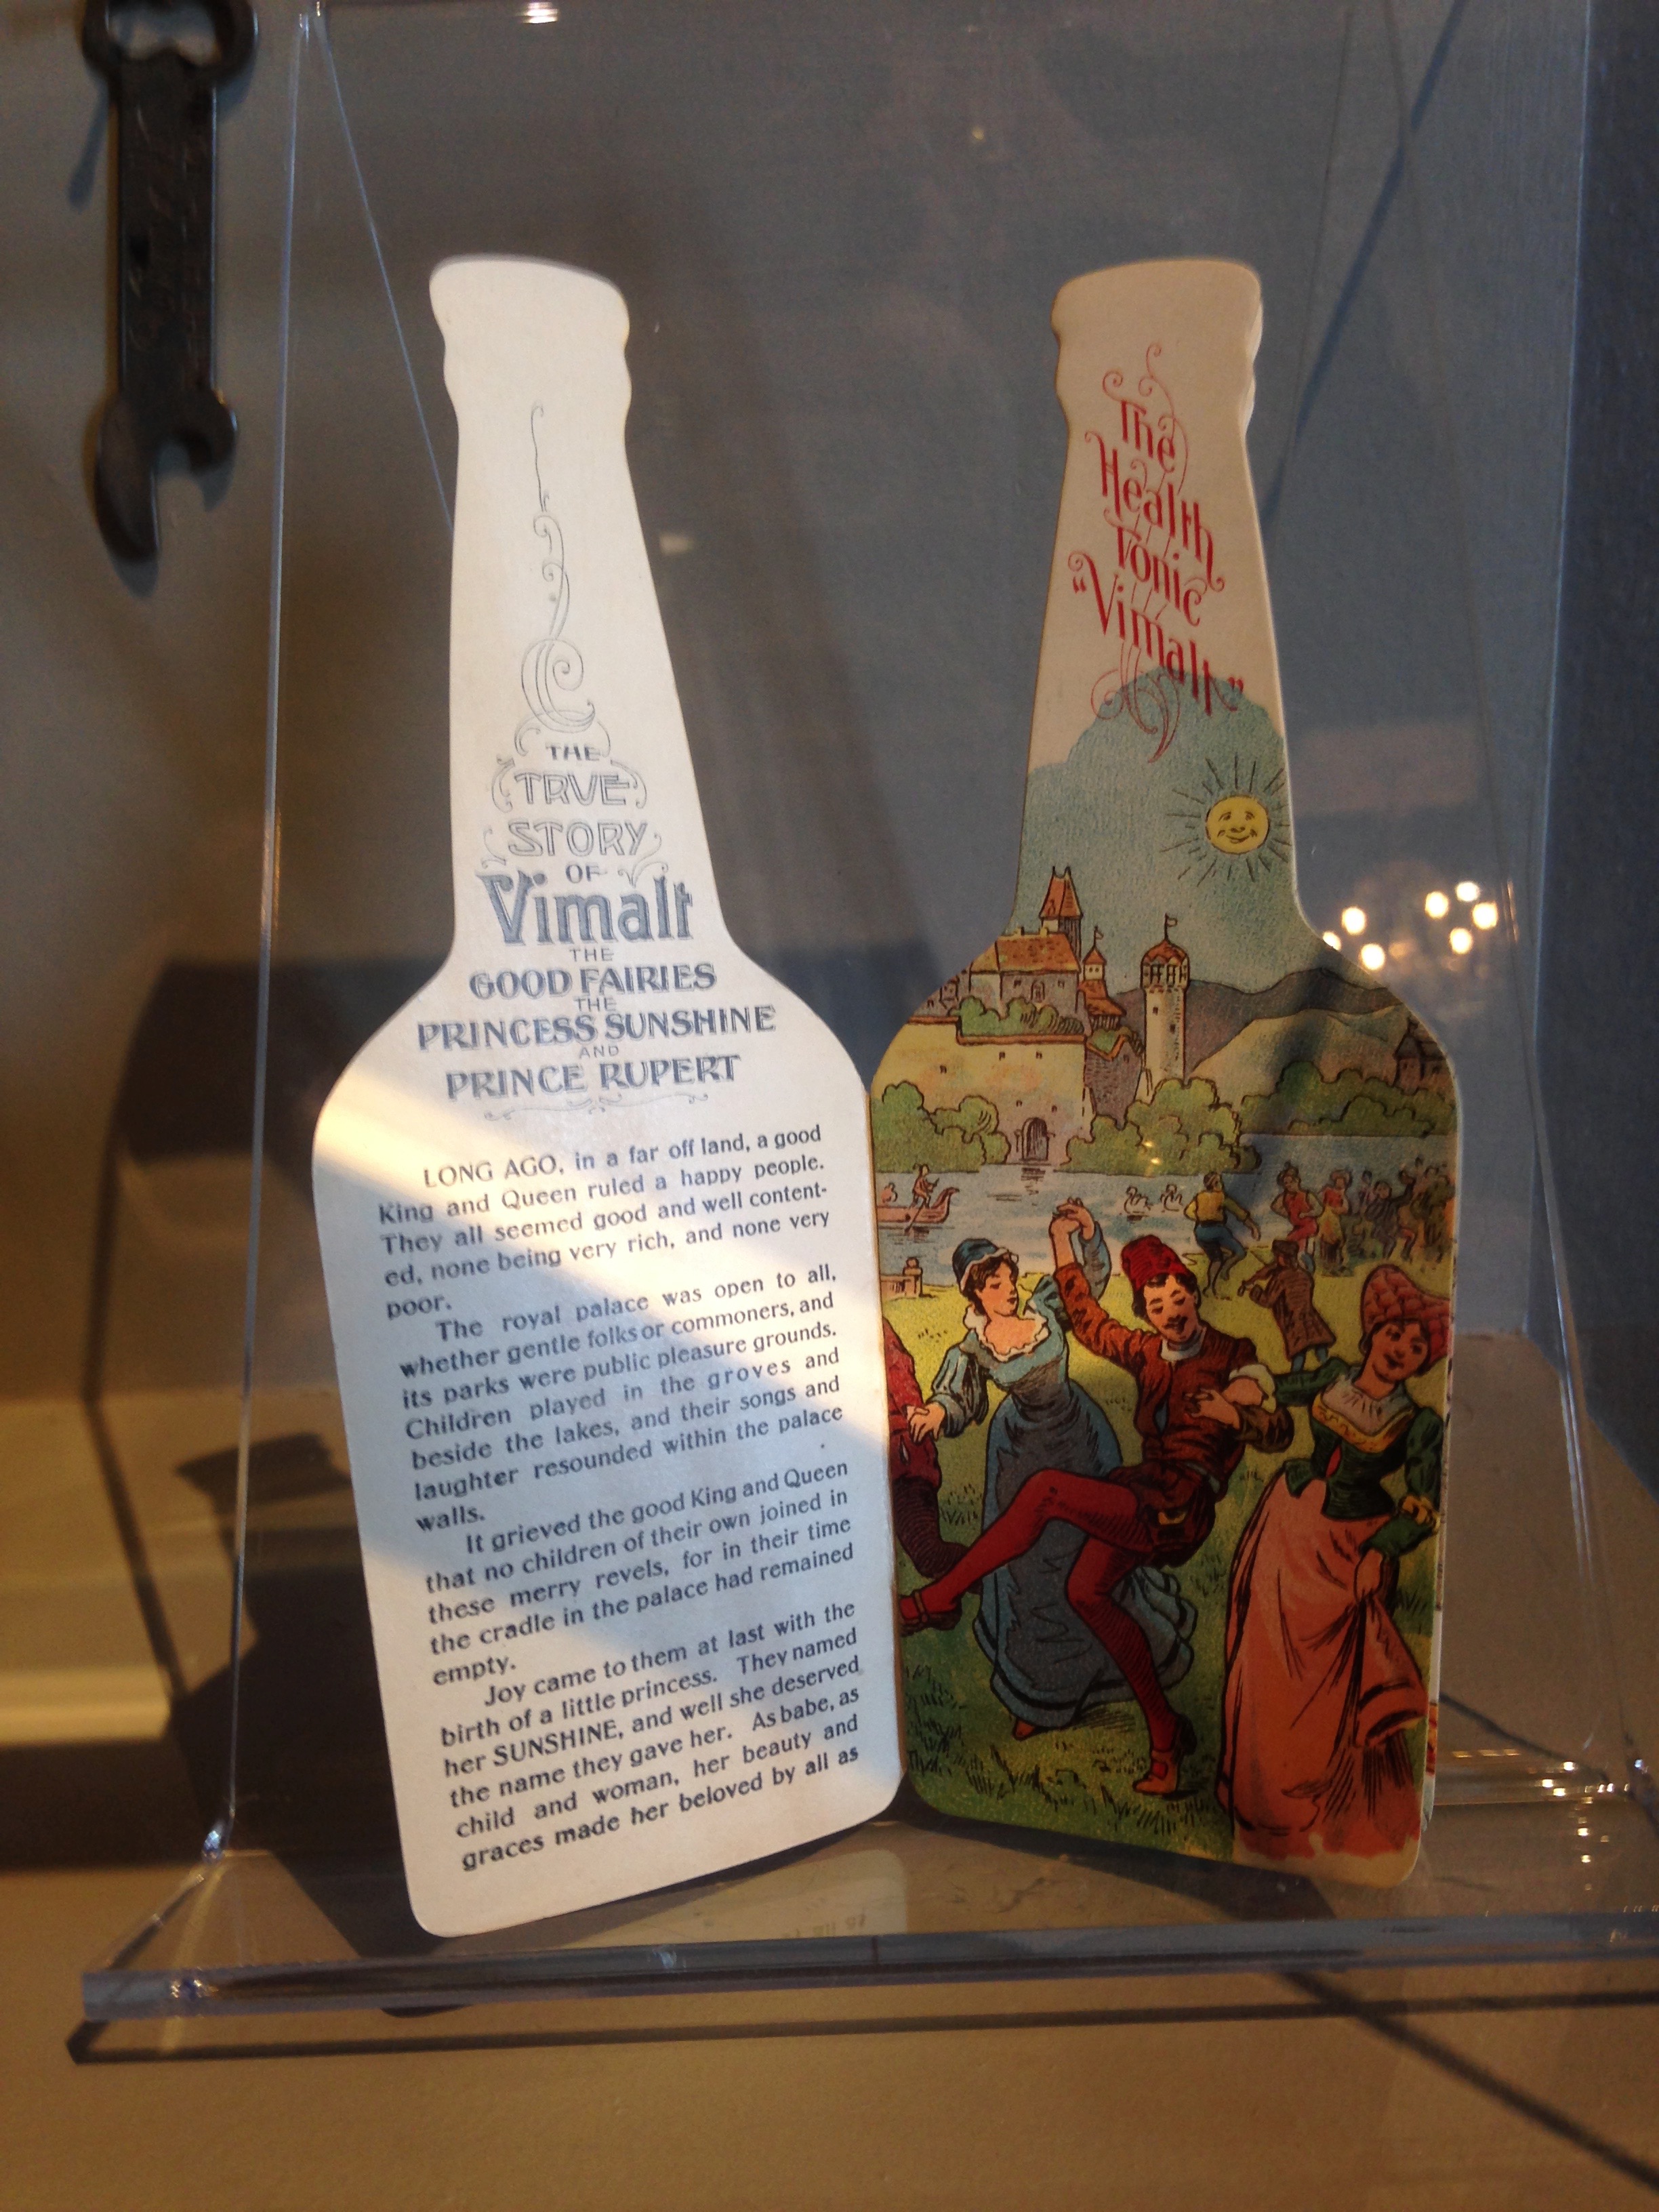 THE
TRVE
STORY
OF
Vimalt
THE
GOOD FAIRIES
THE
PRINCESS SUNSHINE
AND
PRINCE RUPERT
LONG AGO, in a far off land, a good
King and Queen ruled a happy people.
They all seemed good and well content-
ed, none being very rich, and none very
poor.
The royal palace was open to all,
whether gentle folks or commoners, and
its parks were public pleasure grounds.
Children played in the groves and
beside the lakes, and their songs and
laughter resounded within the palace
walls.
It grieved the good King and Queen
that no children of their own joined in
these merry revels, for in their time
the cradle in the palace had remained
empty.
Joy came to them at last with the
birth of a little princess. They named
her SUNSHINE, and well she deserved
the name they gave her. As babe, as
child and woman, her beauty and
graces made her beloved by all as
The
Health
Tonic
"Vimalt"